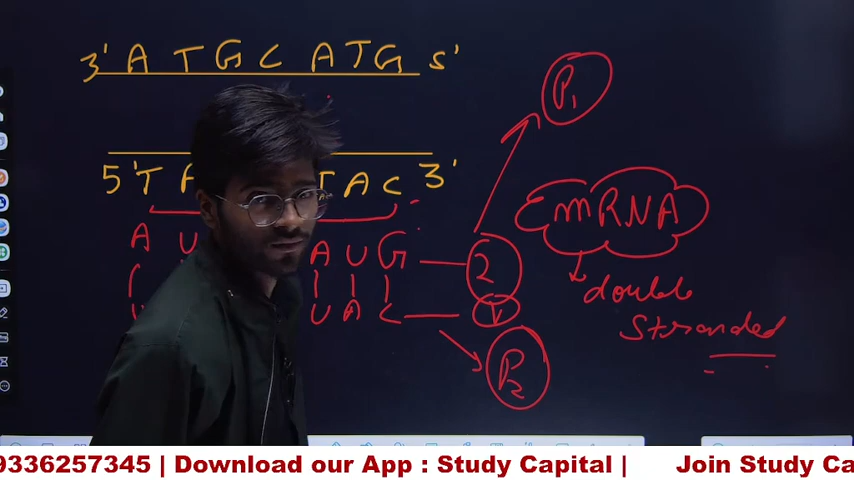 3' A T G C A T G 5'
P1
5' T A T A C 3'
mRNA
A U A U G 2
double
U A C 1
stranded
P2
9336257345 | Download our App : Study Capital | Join Study Ca